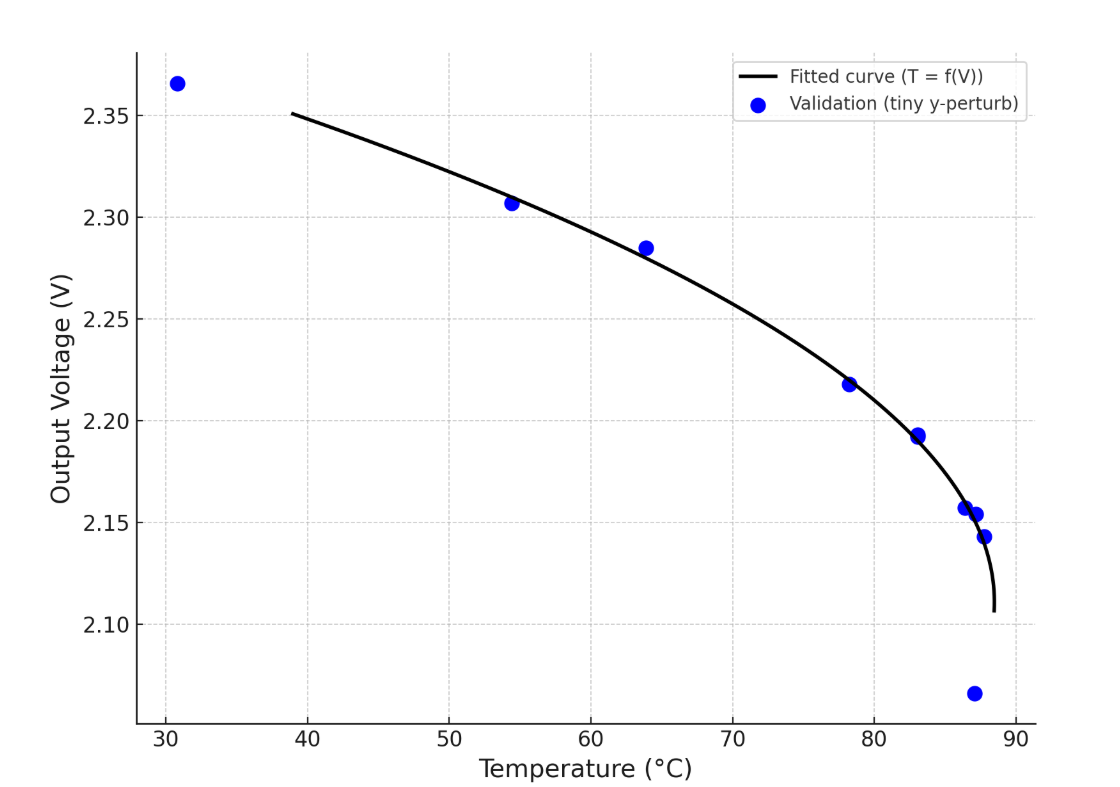 Fitted curve (T = f(V))
Validation (tiny y-perturb)
2.35
2.30
2.25
2.20
2.15
2.10
Output Voltage (V)
30 40 50 60 70 80 90
Temperature (°C)